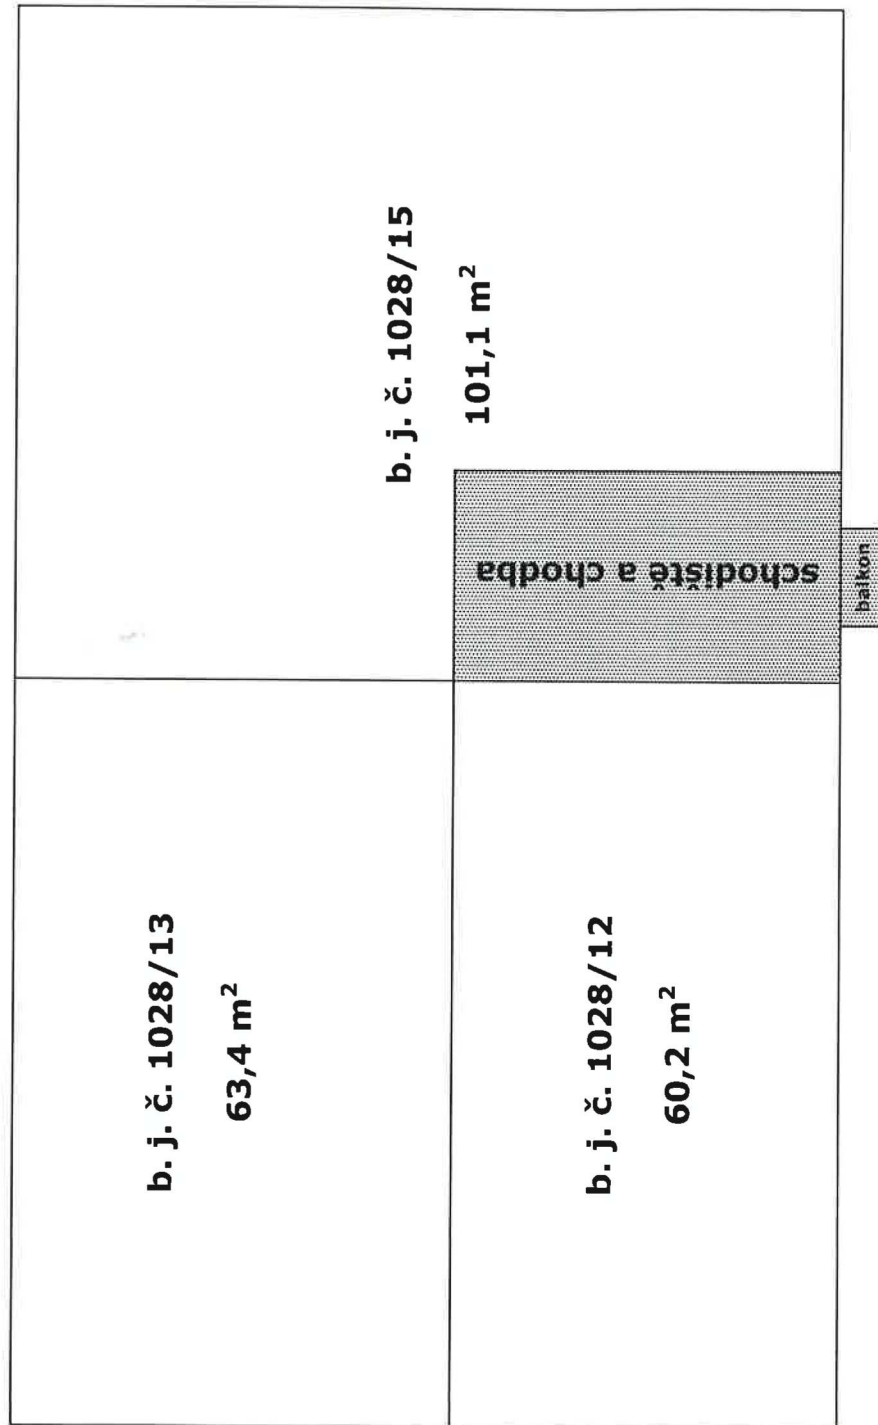 b. j. č. 1028/15
101,1 m²
schodiště a chodba
balkon
b. j. č. 1028/13
63,4 m²
b. j. č. 1028/12
60,2 m²